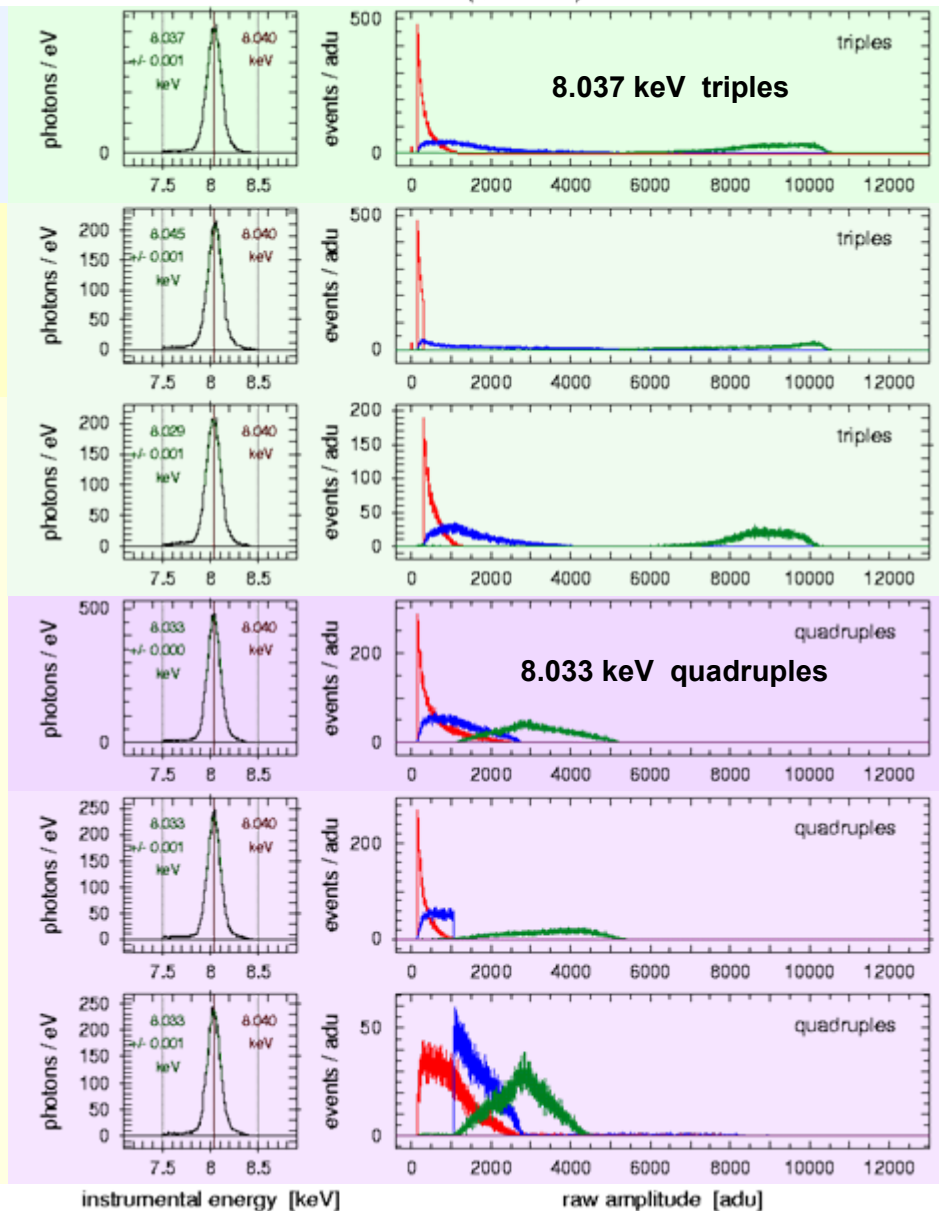 photons / eV
8.037
+/- 0.001
keV
8.040
keV
0
7.5 8 8.5
events / adu
500
0
triples
8.037 keV triples
0 2000 4000 6000 8000 10000 12000
photons / eV
200
150
100
50
0
8.045
+/- 0.001
keV
8.040
keV
7.5 8 8.5
events / adu
500
0
triples
0 2000 4000 6000 8000 10000 12000
photons / eV
200
150
100
50
0
8.029
+/- 0.001
keV
8.040
keV
7.5 8 8.5
events / adu
200
150
100
50
0
triples
0 2000 4000 6000 8000 10000 12000
photons / eV
500
0
8.033
+/- 0.000
keV
8.040
keV
7.5 8 8.5
events / adu
200
0
quadruples
8.033 keV quadruples
0 2000 4000 6000 8000 10000 12000
photons / eV
250
200
150
100
50
0
8.033
+/- 0.001
keV
8.040
keV
7.5 8 8.5
events / adu
200
0
quadruples
0 2000 4000 6000 8000 10000 12000
photons / eV
250
200
150
100
50
0
8.033
+/- 0.001
keV
8.040
keV
7.5 8 8.5
events / adu
50
0
quadruples
0 2000 4000 6000 8000 10000 12000
instrumental energy [keV]
raw amplitude [adu]